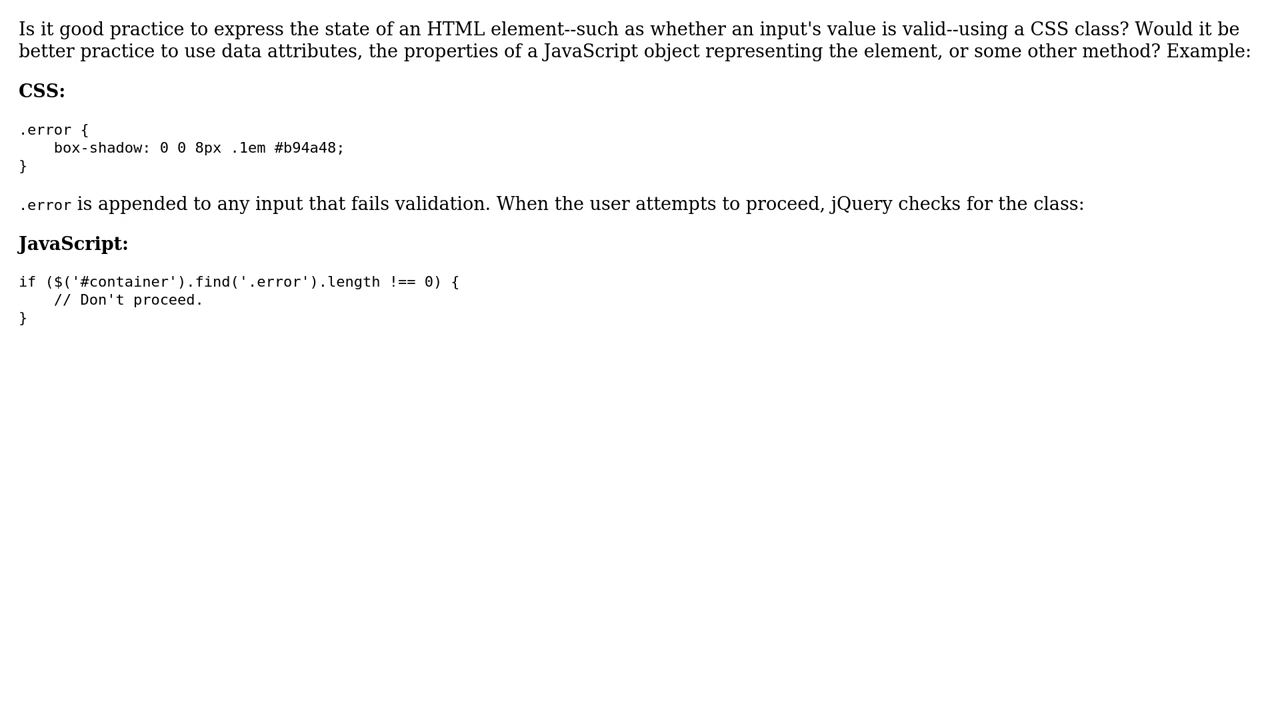 Is it good practice to express the state of an HTML element--such as whether an input's value is valid--using a CSS class? Would it be
better practice to use data attributes, the properties of a JavaScript object representing the element, or some other method? Example:
CSS:
.error {
    box-shadow: 0 0 8px .1em #b94a48;
}
.error is appended to any input that fails validation. When the user attempts to proceed, jQuery checks for the class:
JavaScript:
if ($('#container').find('.error').length !== 0) {
    // Don't proceed.
}